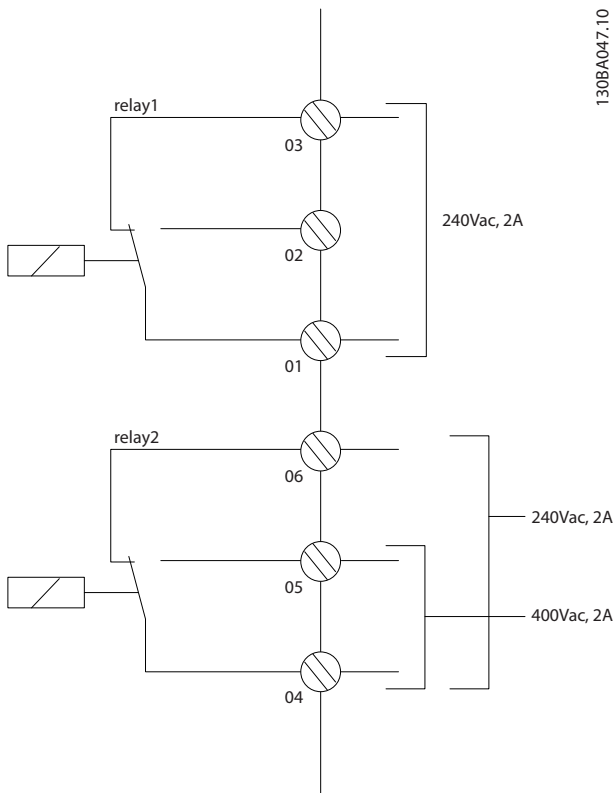 130BA047.10
relay1
03
240Vac, 2A
02
01
relay2
06
240Vac, 2A
05
400Vac, 2A
04